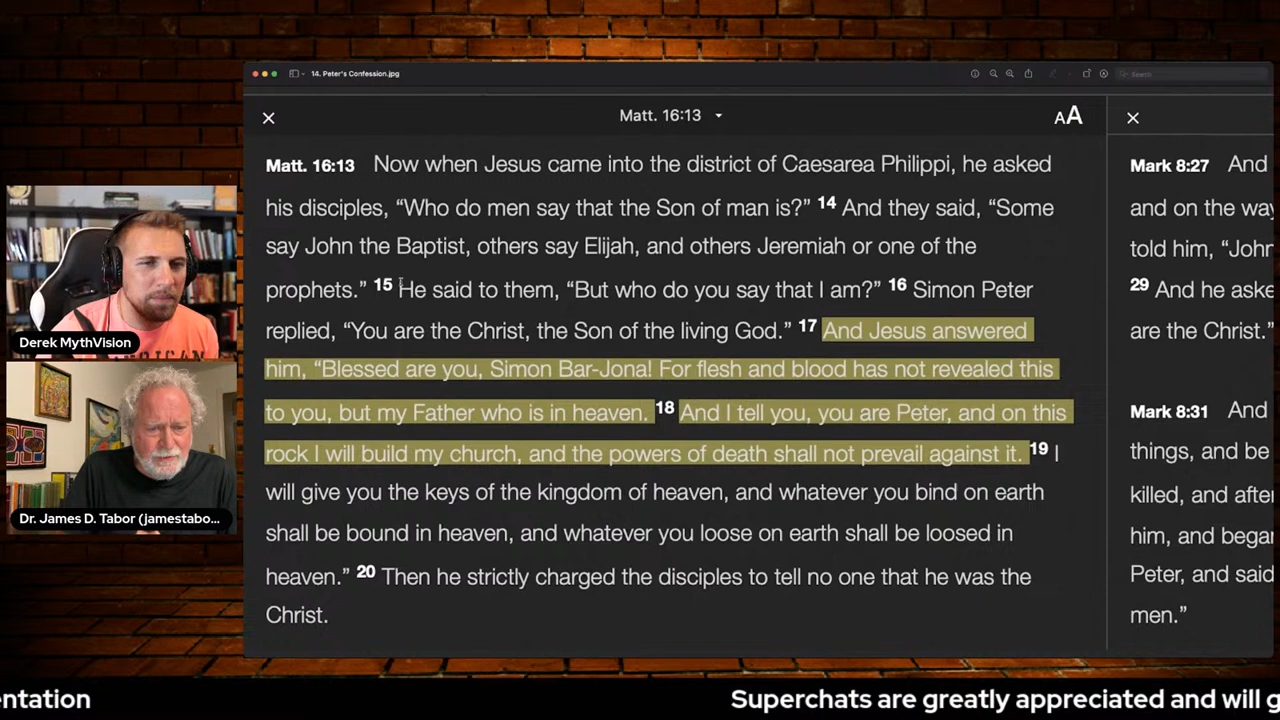 14. Peter's Confession.jpg
Search
Matt. 16:13
AA
Matt. 16:13 Now when Jesus came into the district of Caesarea Philippi, he asked
his disciples, “Who do men say that the Son of man is?” 14 And they said, “Some
say John the Baptist, others say Elijah, and others Jeremiah or one of the
prophets.” 15 He said to them, “But who do you say that I am?” 16 Simon Peter
replied, “You are the Christ, the Son of the living God.” 17 And Jesus answered
him, “Blessed are you, Simon Bar-Jona! For flesh and blood has not revealed this
to you, but my Father who is in heaven. 18 And I tell you, you are Peter, and on this
rock I will build my church, and the powers of death shall not prevail against it. 19 I
will give you the keys of the kingdom of heaven, and whatever you bind on earth
shall be bound in heaven, and whatever you loose on earth shall be loosed in
heaven.” 20 Then he strictly charged the disciples to tell no one that he was the
Christ.
Mark 8:27 And
and on the way
told him, “John
29 And he aske
are the Christ.”
Mark 8:31 And
things, and be
killed, and after
him, and began
Peter, and said
men.”
Derek MythVision
Dr. James D. Tabor (jamestabo...
entation
Superchats are greatly appreciated and will g